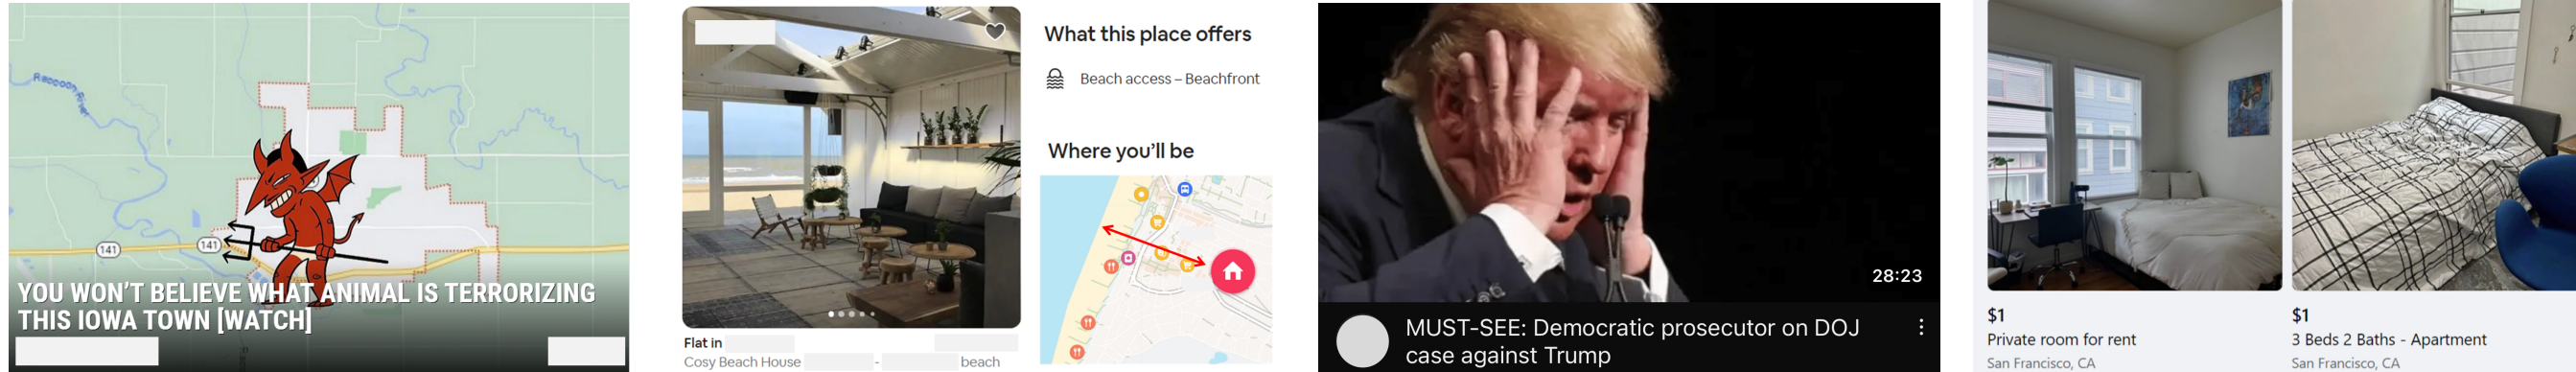 Raccoon River
141
141
YOU WON'T BELIEVE WHAT ANIMAL IS TERRORIZING
THIS IOWA TOWN [WATCH]
What this place offers
Beach access – Beachfront
Where you'll be
Flat in
Cosy Beach House - beach
28:23
MUST-SEE: Democratic prosecutor on DOJ
case against Trump
$1
Private room for rent
San Francisco, CA
$1
3 Beds 2 Baths - Apartment
San Francisco, CA